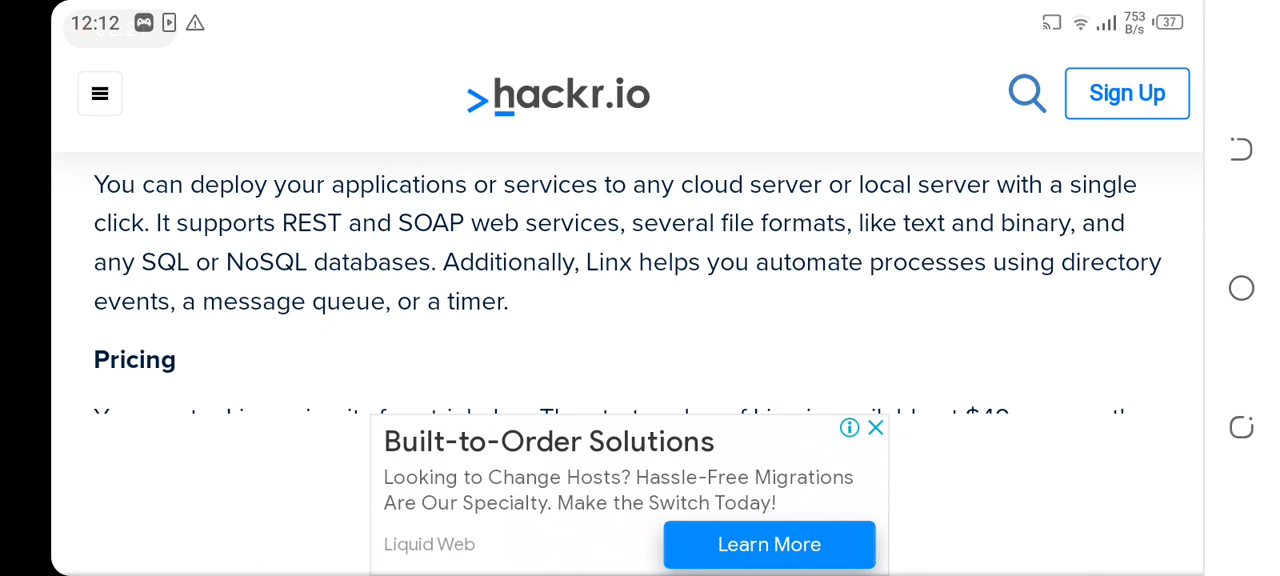 12:12
753
B/s
37
hackr.io
Sign Up
You can deploy your applications or services to any cloud server or local server with a single
click. It supports REST and SOAP web services, several file formats, like text and binary, and
any SQL or NoSQL databases. Additionally, Linx helps you automate processes using directory
events, a message queue, or a timer.
Pricing
Built-to-Order Solutions
Looking to Change Hosts? Hassle-Free Migrations
Are Our Specialty. Make the Switch Today!
Liquid Web
Learn More